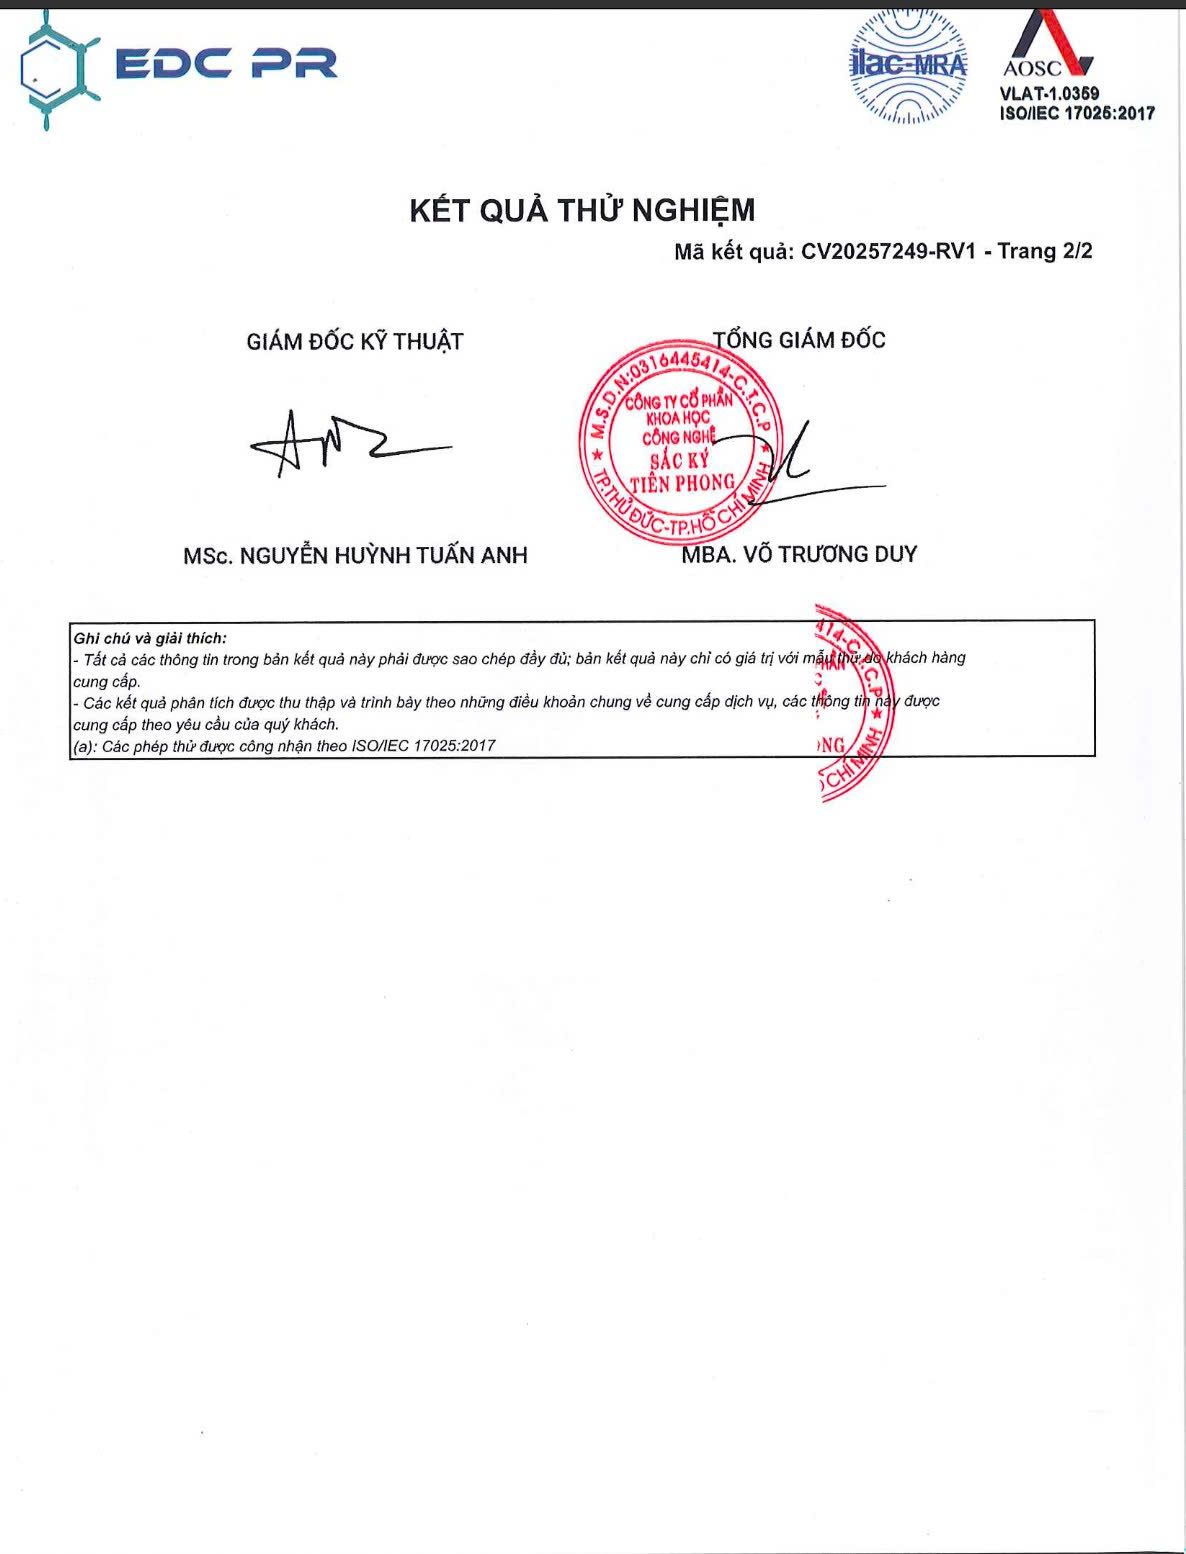 EDC PR
ilac-MRA
AOSC
VLAT-1.0359
ISO/IEC 17025:2017
KẾT QUẢ THỬ NGHIỆM
Mã kết quả: CV20257249-RV1 - Trang 2/2
GIÁM ĐỐC KỸ THUẬT
TỔNG GIÁM ĐỐC
M.S.D.N:0316445414-C.T.C.P
CÔNG TY CỔ PHẦN
KHOA HỌC
CÔNG NGHỆ
SẮC KÝ
TIÊN PHONG
TP.THỦ ĐỨC-TP.HỒ CHÍ MINH
MSc. NGUYỄN HUỲNH TUẤN ANH
MBA. VÕ TRƯƠNG DUY
Ghi chú và giải thích:
- Tất cả các thông tin trong bản kết quả này phải được sao chép đầy đủ; bản kết quả này chỉ có giá trị với mẫu thử do khách hàng
cung cấp.
- Các kết quả phân tích được thu thập và trình bày theo những điều khoản chung về cung cấp dịch vụ, các thông tin này được
cung cấp theo yêu cầu của quý khách.
(a): Các phép thử được công nhận theo ISO/IEC 17025:2017
414-C.T.C.P
CHÍ MINH